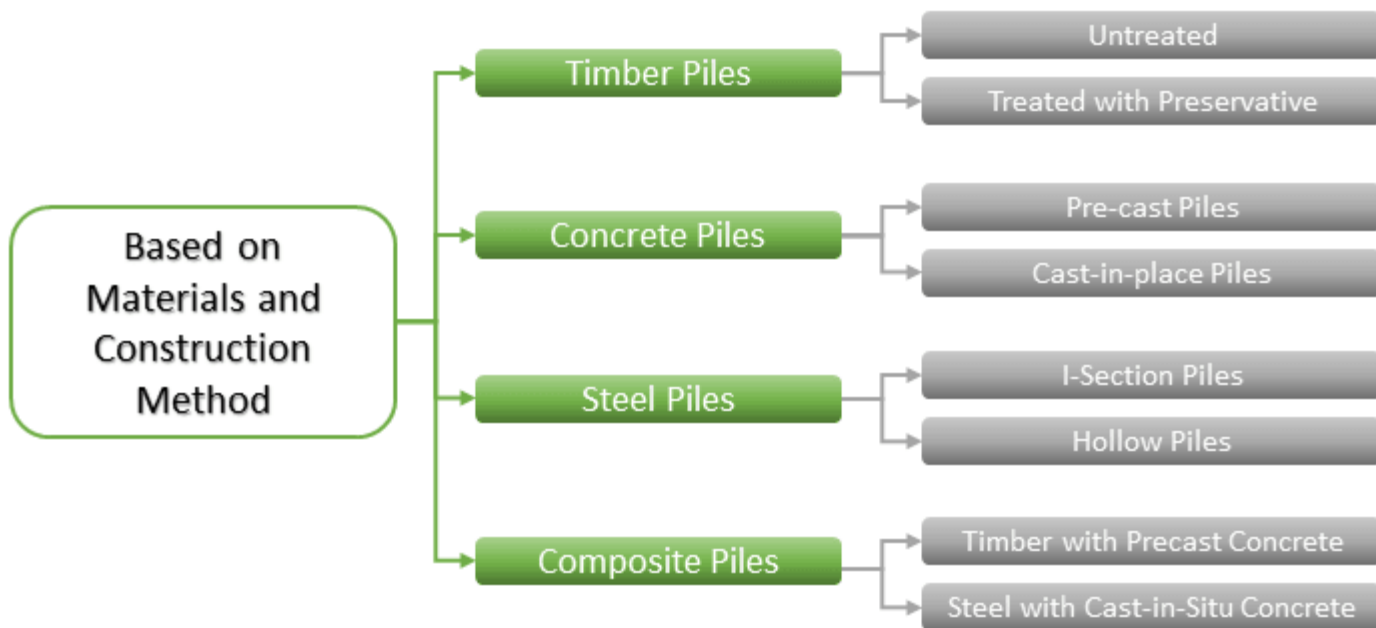 Based on
Materials and
Construction
Method
Timber Piles
Untreated
Treated with Preservative
Concrete Piles
Pre-cast Piles
Cast-in-place Piles
Steel Piles
I-Section Piles
Hollow Piles
Composite Piles
Timber with Precast Concrete
Steel with Cast-in-Situ Concrete